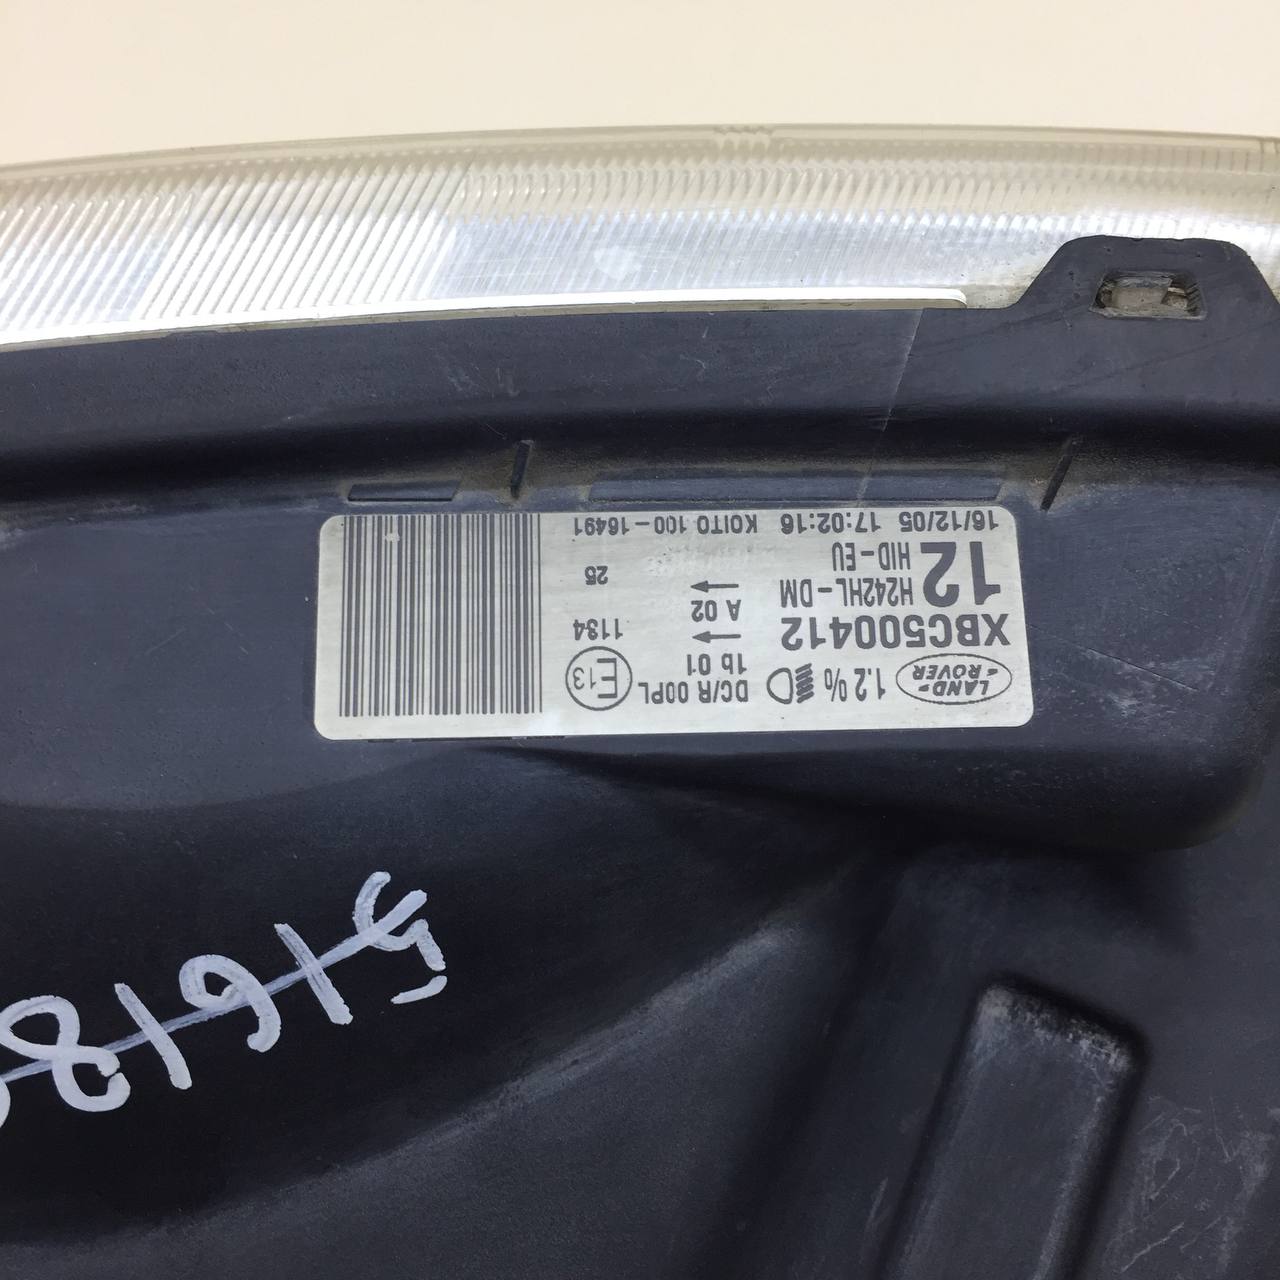 LAND-
-ROVER
1.2%
DC/R 00PL
1b 01
E13
XBC500412
A 02
1184
12
H242HL-DM
HID-EU
25
16/12/05 17:02:16 KOITO 100-16491